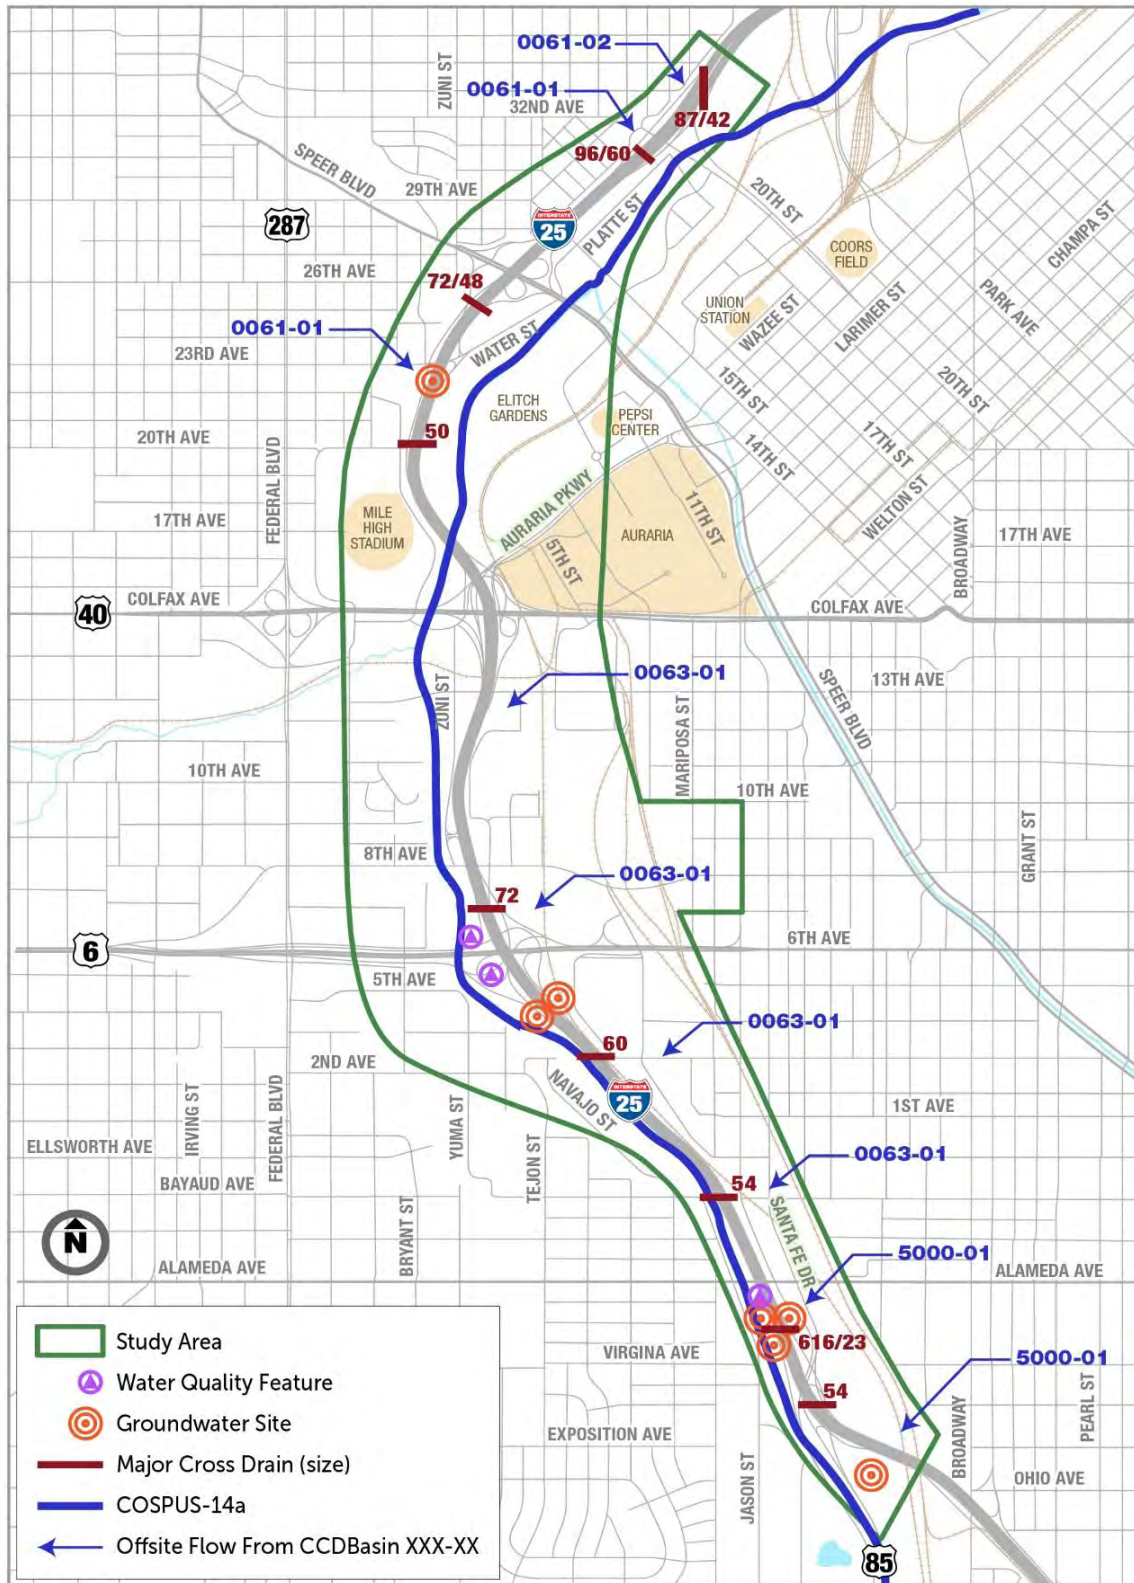 0061-02
ZUNI ST
0061-01
32ND AVE
87/42
96/60
SPEER BLVD
29TH AVE
20TH ST
287
INTERSTATE
25
PLATTE ST
COORS
FIELD
CHAMPA ST
26TH AVE
72/48
UNION
STATION
WAZEE ST
LARIMER ST
PARK AVE
0061-01
23RD AVE
WATER ST
15TH ST
20TH ST
ELITCH
GARDENS
PEPSI
CENTER
20TH AVE
50
14TH ST
17TH ST
FEDERAL BLVD
WELTON ST
AURARIA PKWY
11TH ST
17TH AVE
MILE
HIGH
STADIUM
AURARIA
5TH ST
BROADWAY
17TH AVE
40
COLFAX AVE
COLFAX AVE
0063-01
ZUNI ST
MARIPOSA ST
SPEER BLVD
13TH AVE
10TH AVE
10TH AVE
GRANT ST
8TH AVE
0063-01
72
6
6TH AVE
5TH AVE
0063-01
60
2ND AVE
NAVAJO ST
INTERSTATE
25
1ST AVE
IRVING ST
FEDERAL BLVD
YUMA ST
TEJON ST
ELLSWORTH AVE
0063-01
BAYAUD AVE
54
SANTA FE DR
BRYANT ST
N
5000-01
ALAMEDA AVE
ALAMEDA AVE
616/23
VIRGINA AVE
5000-01
54
PEARL ST
BROADWAY
EXPOSITION AVE
JASON ST
OHIO AVE
85
Study Area
Water Quality Feature
Groundwater Site
Major Cross Drain (size)
COSPUS-14a
Offsite Flow From CCDBasin XXX-XX